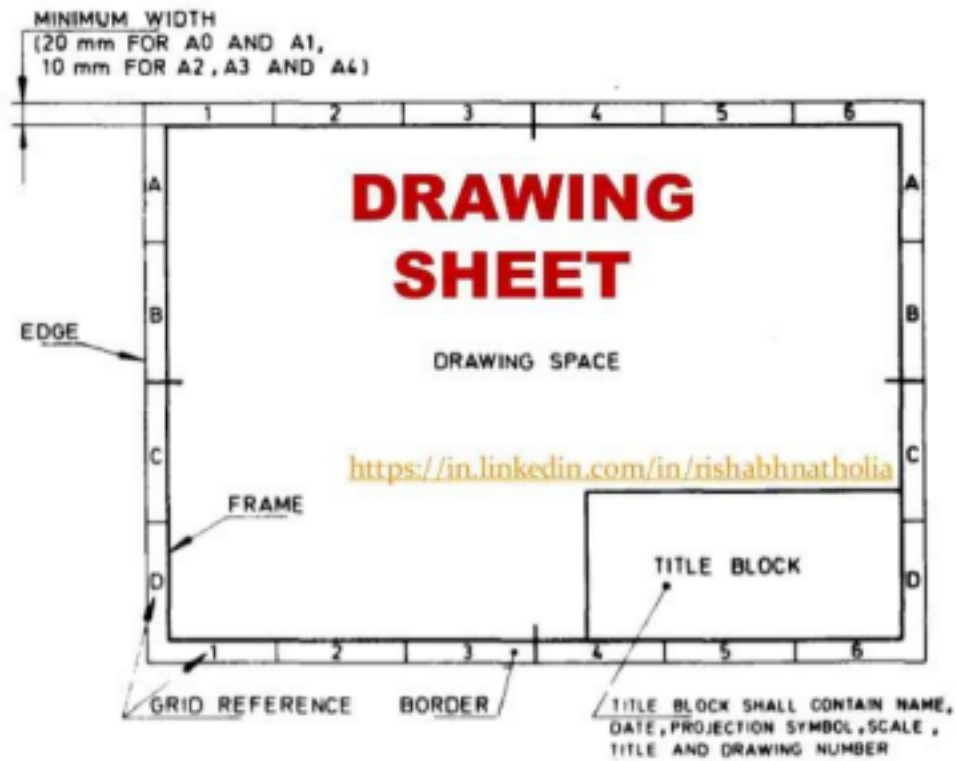 MINIMUM WIDTH
(20 mm FOR A0 AND A1,
10 mm FOR A2, A3 AND A4)
1 2 3 4 5 6
A A
DRAWING
SHEET
B B
EDGE
DRAWING SPACE
C C
https://in.linkedin.com/in/rishabhnatholia
FRAME
TITLE BLOCK
D D
1 2 3 4 5 6
GRID REFERENCE BORDER
TITLE BLOCK SHALL CONTAIN NAME,
DATE, PROJECTION SYMBOL, SCALE,
TITLE AND DRAWING NUMBER